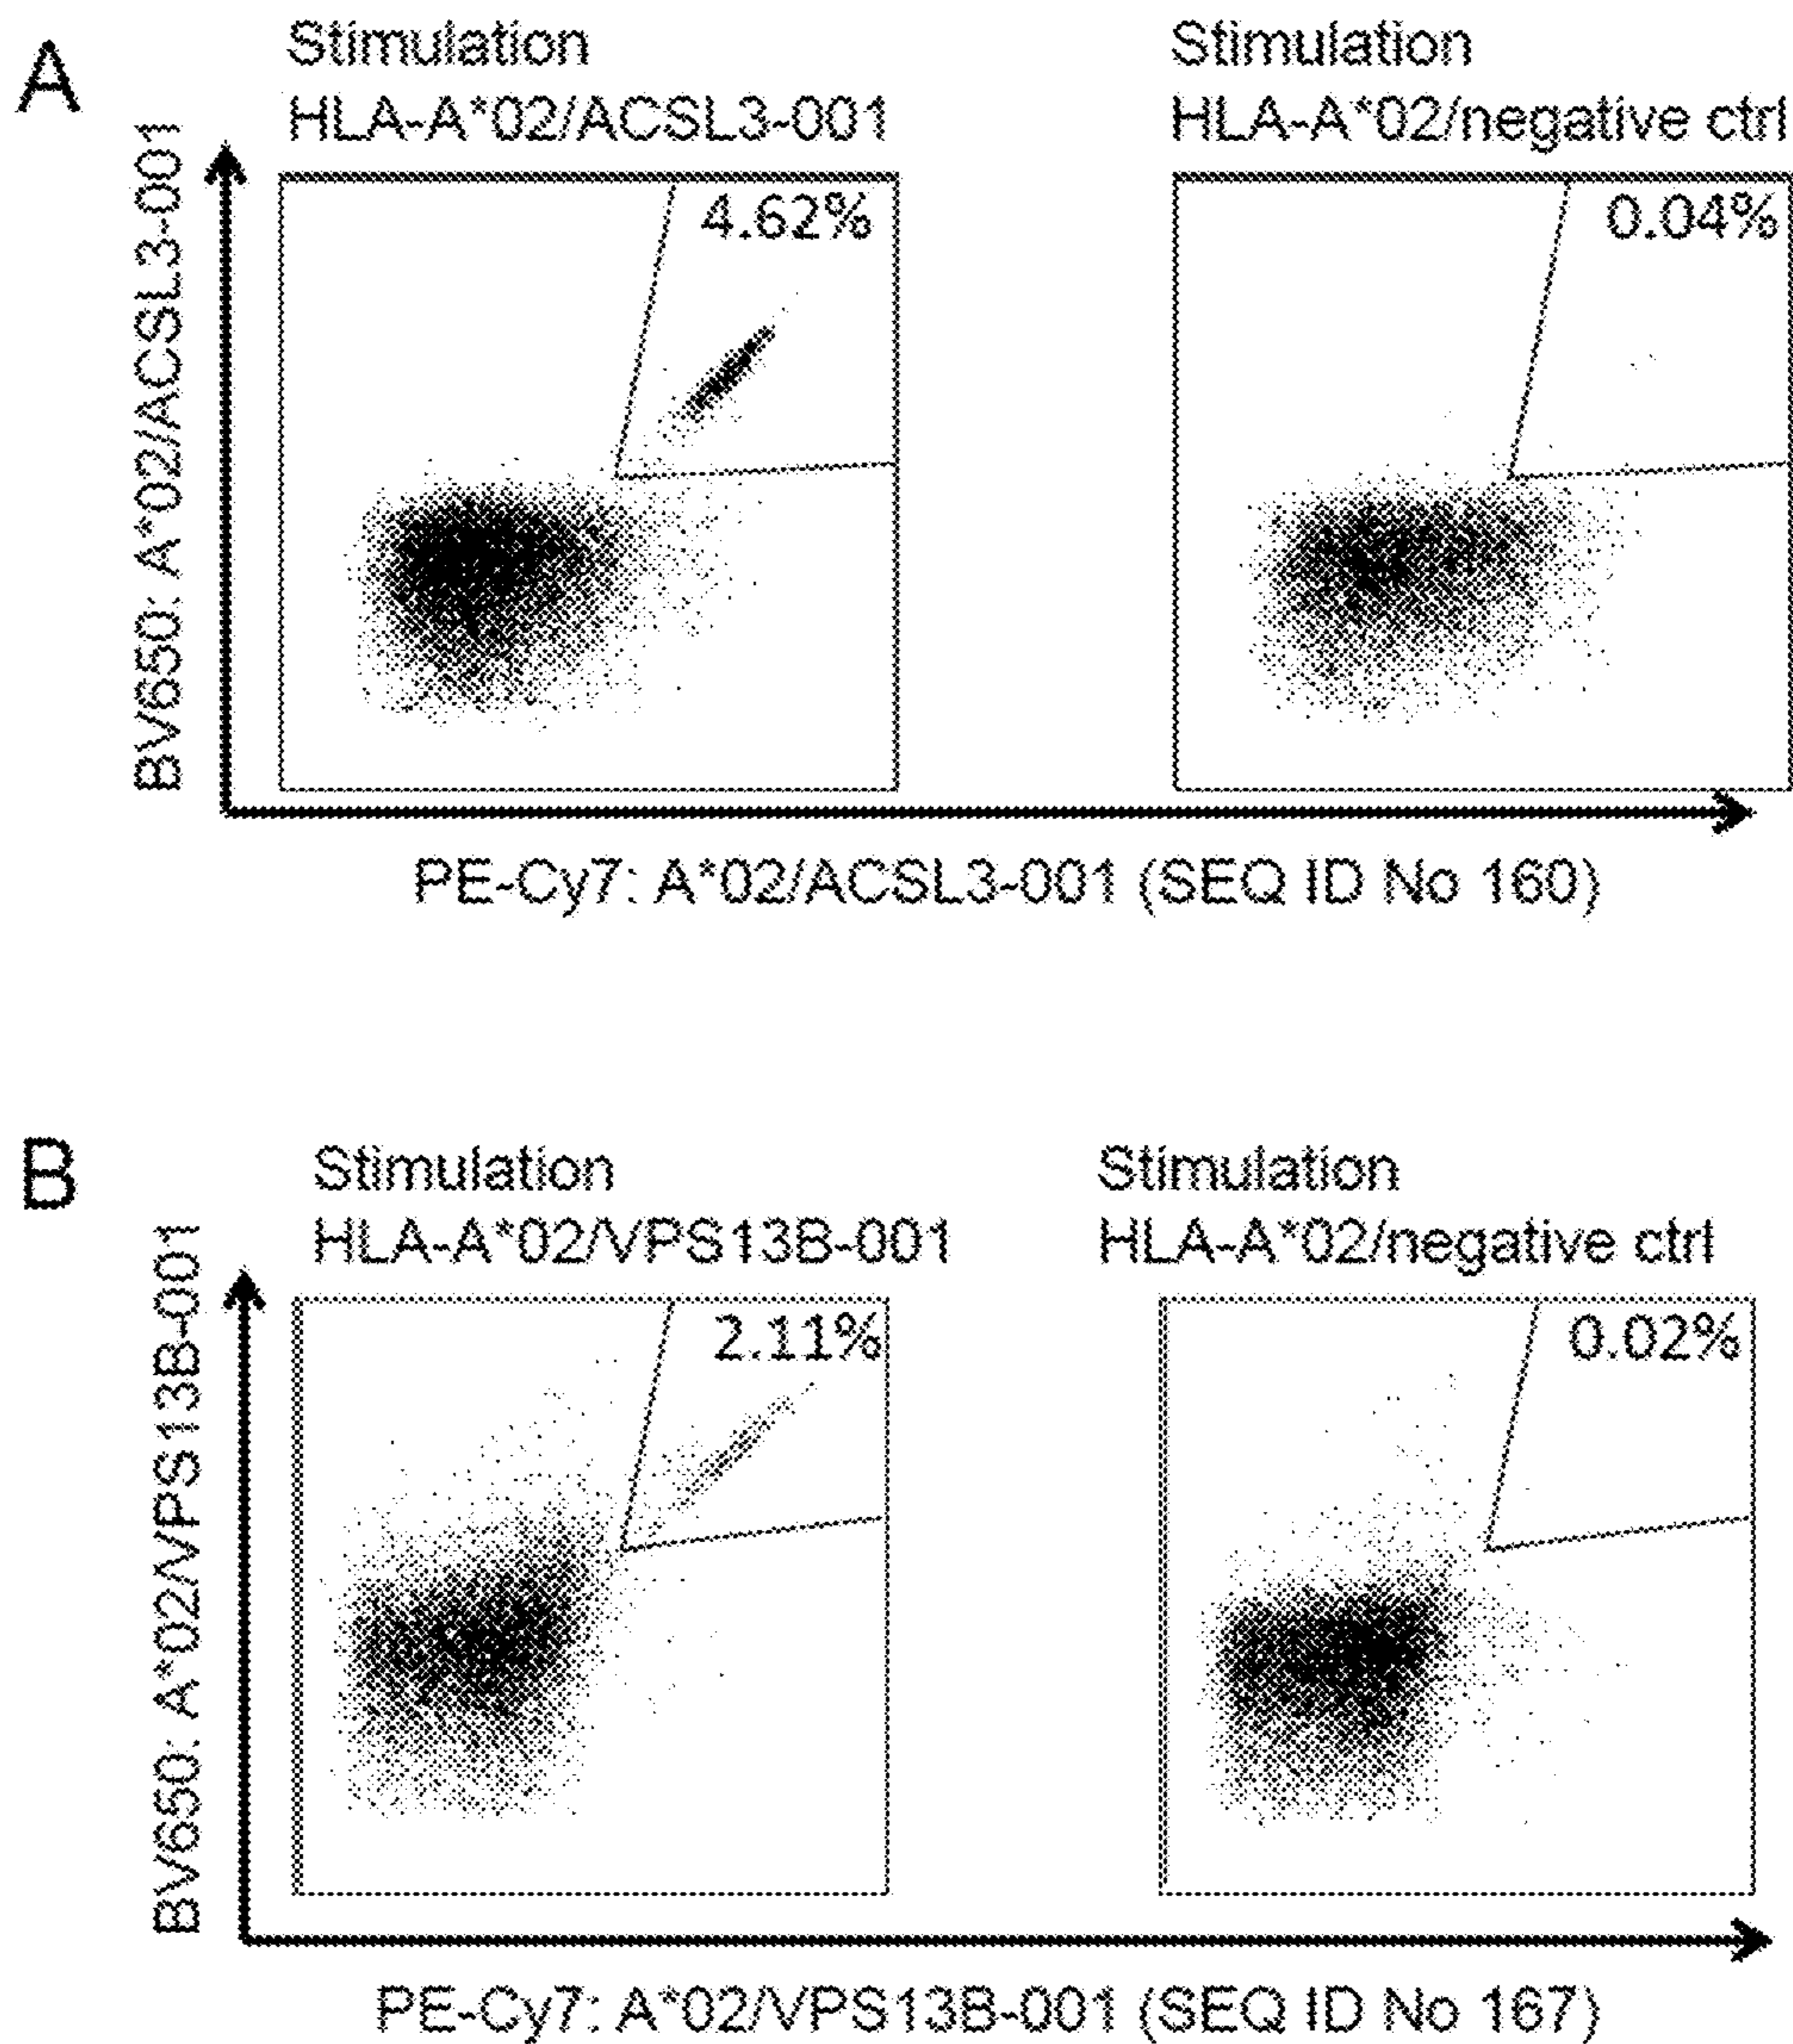 A
Stimulation
HLA-A*02/ACSL3-001
Stimulation
HLA-A*02/negative ctrl
BV650: A*02/ACSL3-001
4.62%
0.04%
PE-Cy7: A*02/ACSL3-001 (SEQ ID No 160)
B
Stimulation
HLA-A*02/VPS13B-001
Stimulation
HLA-A*02/negative ctrl
BV650: A*02/VPS13B-001
2.11%
0.02%
PE-Cy7: A*02/VPS13B-001 (SEQ ID No 167)